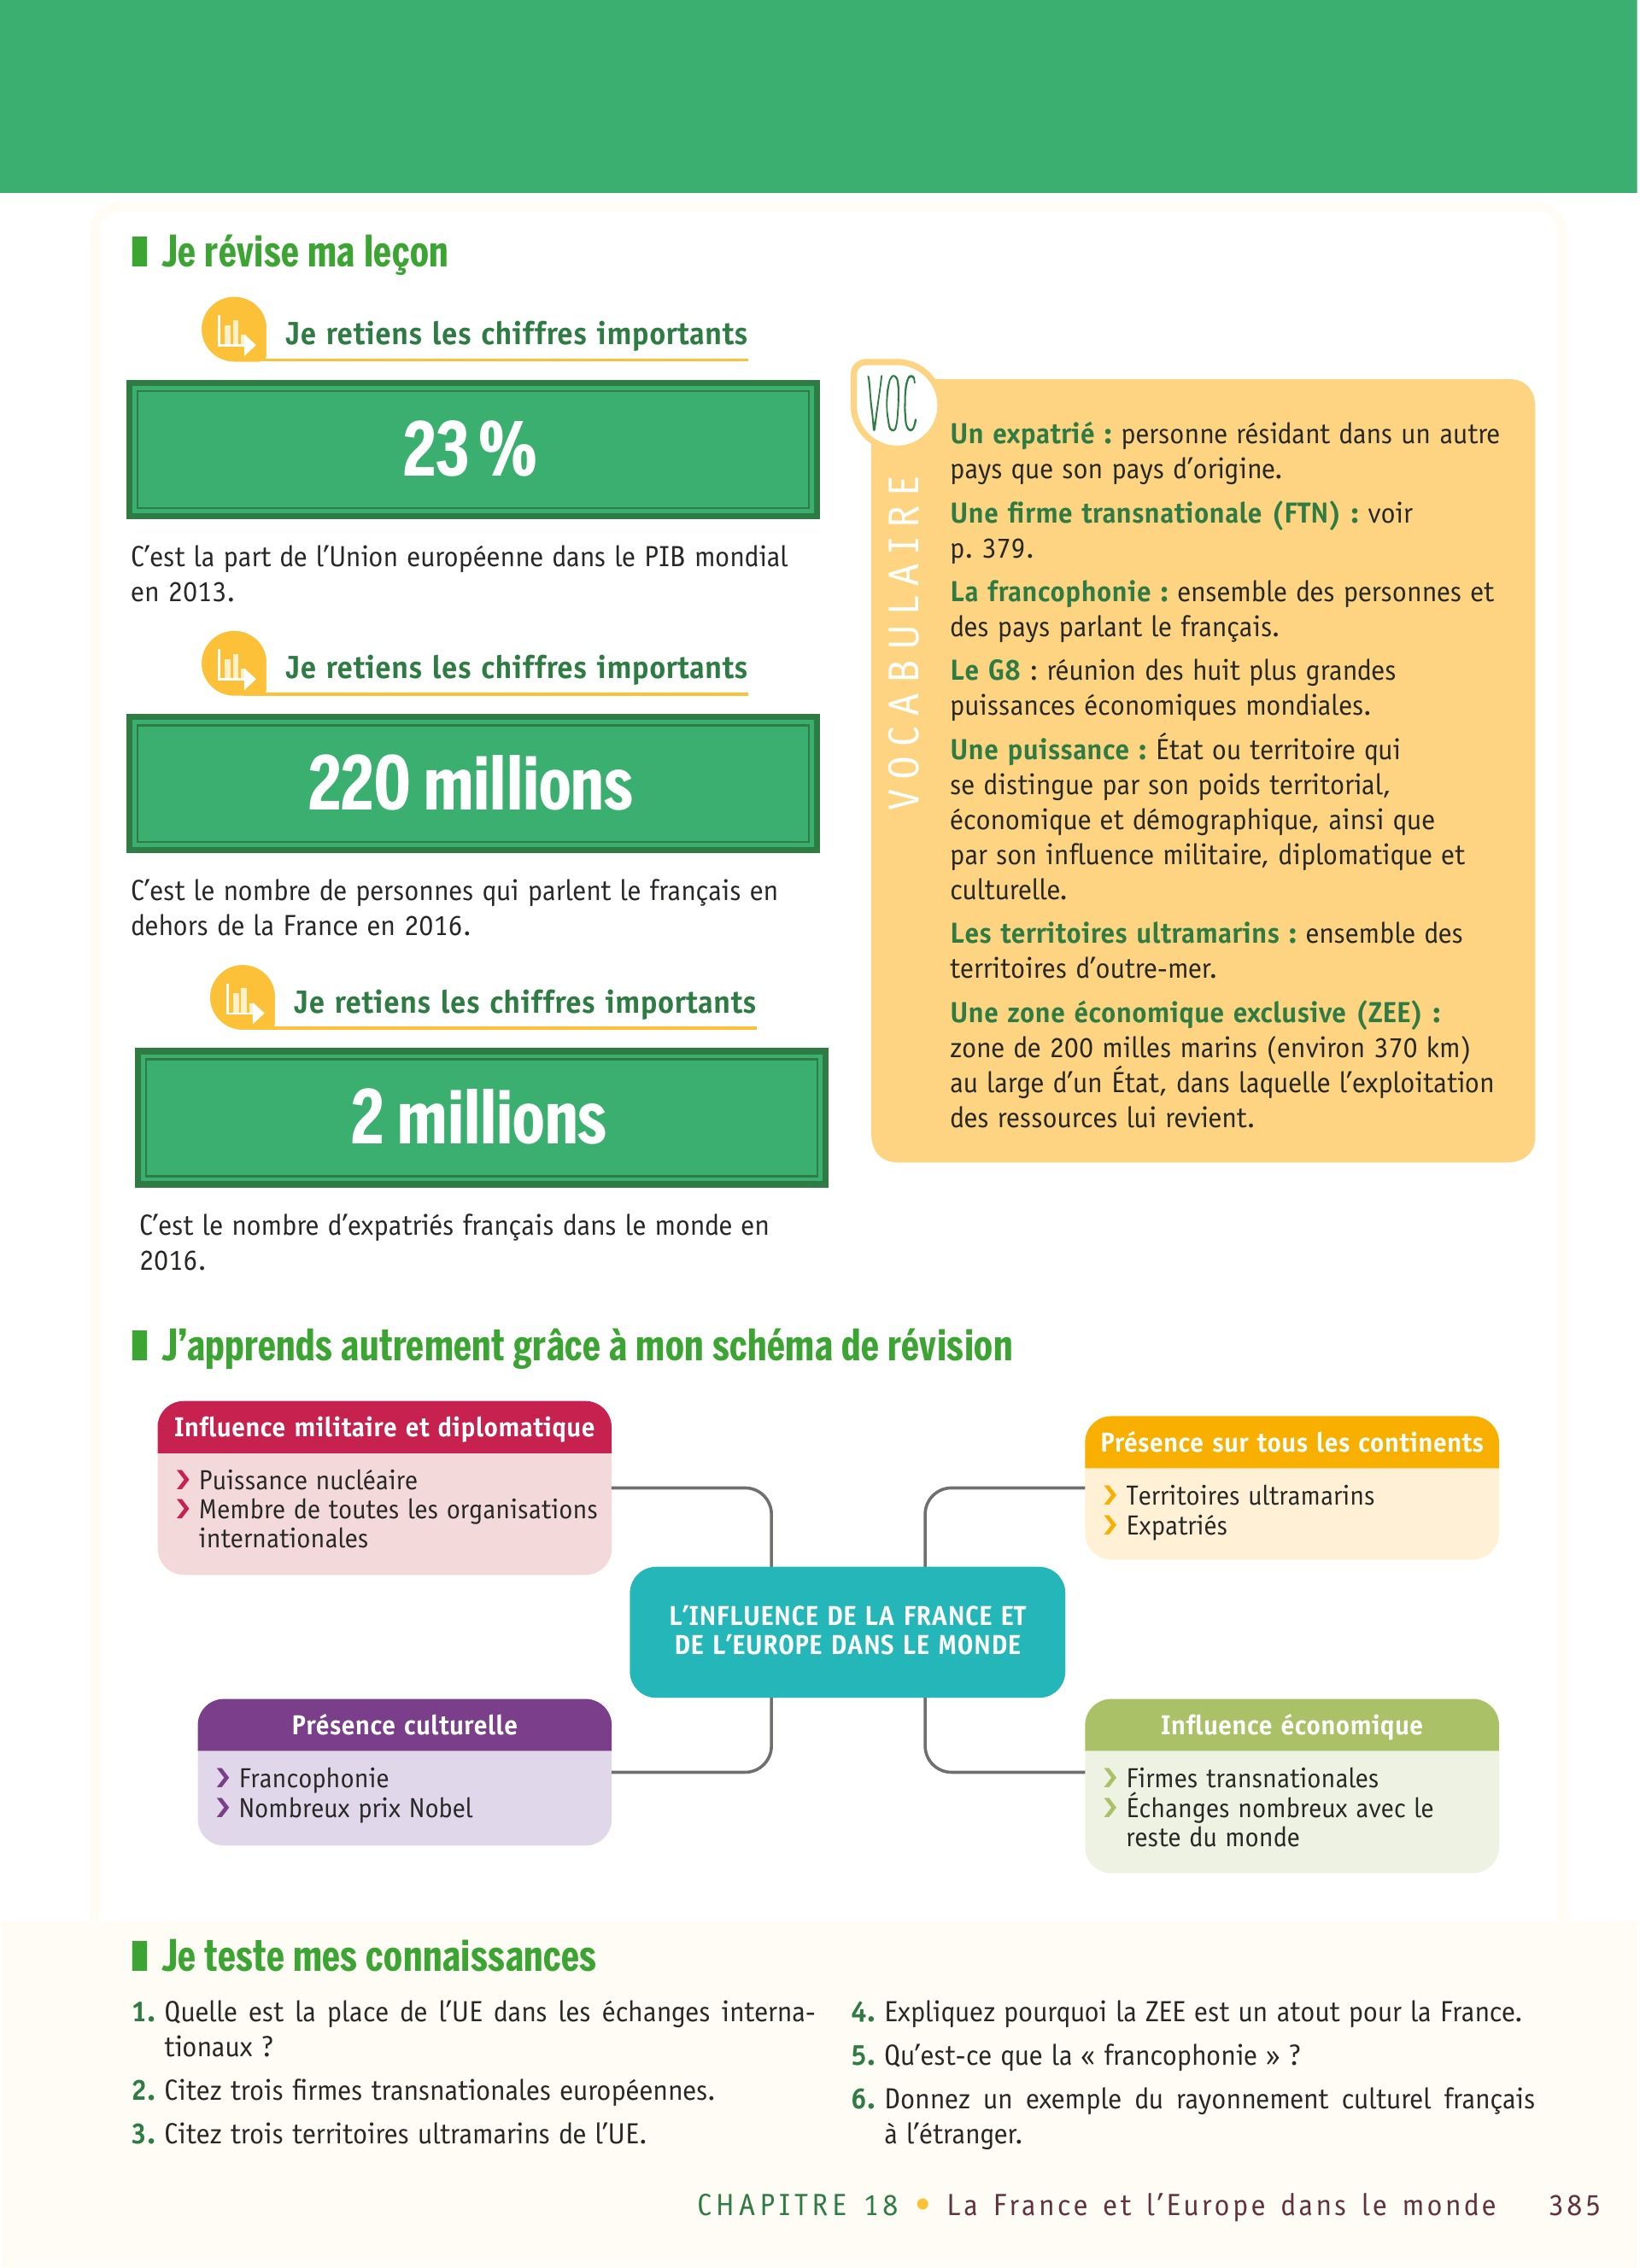 Je révise ma leçon
Je retiens les chiffres importants
23 %
C'est la part de l'Union européenne dans le PIB mondial
en 2013.
Je retiens les chiffres importants
220 millions
C'est le nombre de personnes qui parlent le français en
dehors de la France en 2016.
Je retiens les chiffres importants
2 millions
C'est le nombre d'expatriés français dans le monde en
2016.
VOC
VOCABULAIRE
Un expatrié : personne résidant dans un autre
pays que son pays d'origine.
Une firme transnationale (FTN) : voir
p. 379.
La francophonie : ensemble des personnes et
des pays parlant le français.
Le G8 : réunion des huit plus grandes
puissances économiques mondiales.
Une puissance : État ou territoire qui
se distingue par son poids territorial,
économique et démographique, ainsi que
par son influence militaire, diplomatique et
culturelle.
Les territoires ultramarins : ensemble des
territoires d'outre-mer.
Une zone économique exclusive (ZEE) :
zone de 200 milles marins (environ 370 km)
au large d'un État, dans laquelle l'exploitation
des ressources lui revient.
J'apprends autrement grâce à mon schéma de révision
Influence militaire et diplomatique
❯ Puissance nucléaire
❯ Membre de toutes les organisations
internationales
Présence sur tous les continents
❯ Territoires ultramarins
❯ Expatriés
L'INFLUENCE DE LA FRANCE ET
DE L'EUROPE DANS LE MONDE
Présence culturelle
❯ Francophonie
❯ Nombreux prix Nobel
Influence économique
❯ Firmes transnationales
❯ Échanges nombreux avec le
reste du monde
Je teste mes connaissances
1. Quelle est la place de l'UE dans les échanges interna-
tionaux ?
2. Citez trois firmes transnationales européennes.
3. Citez trois territoires ultramarins de l'UE.
4. Expliquez pourquoi la ZEE est un atout pour la France.
5. Qu'est-ce que la « francophonie » ?
6. Donnez un exemple du rayonnement culturel français
à l'étranger.
CHAPITRE 18 • La France et l'Europe dans le monde 385